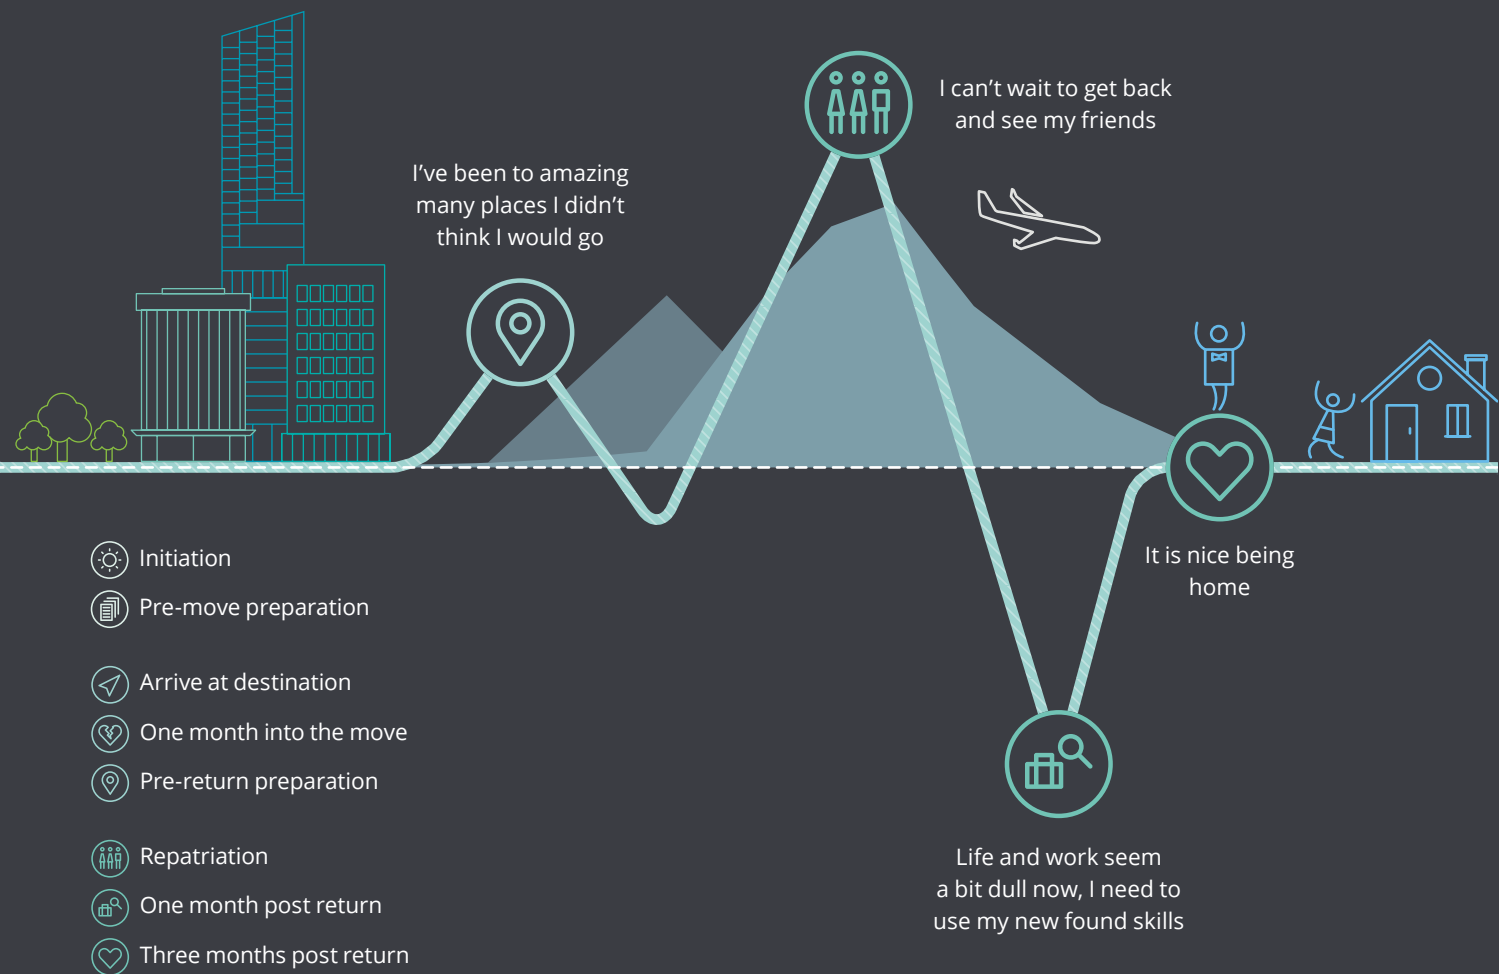 I can't wait to get back
and see my friends
I've been to amazing
many places I didn't
think I would go
It is nice being
home
Initiation
Pre-move preparation
Arrive at destination
One month into the move
Pre-return preparation
Repatriation
One month post return
Three months post return
Life and work seem
a bit dull now, I need to
use my new found skills